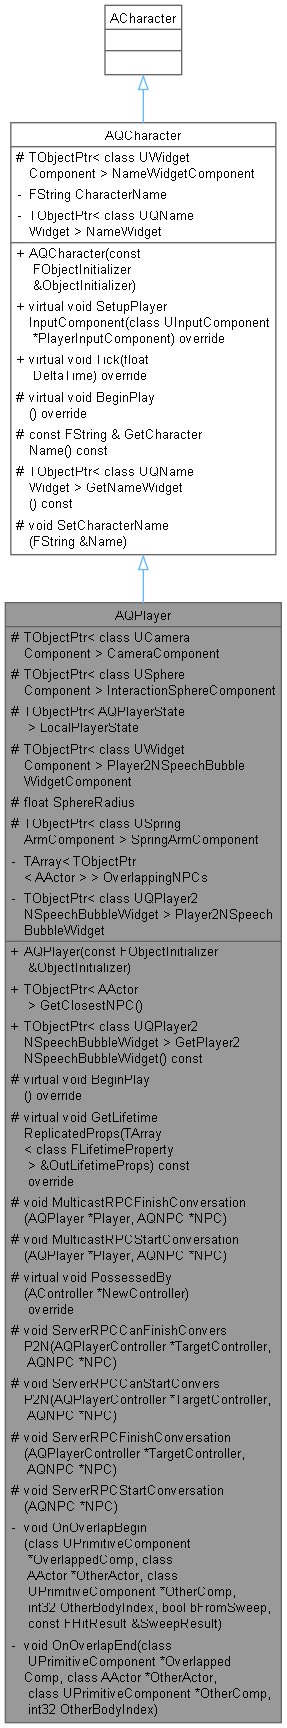 ACharacter
AQCharacter
# TObjectPtr< class UWidget
Component > NameWidgetComponent
- FString CharacterName
- TObjectPtr< class UQName
Widget > NameWidget
+ AQCharacter(const
FObjectInitializer
&ObjectInitializer)
+ virtual void SetupPlayer
InputComponent(class UInputComponent
*PlayerInputComponent) override
+ virtual void Tick(float
DeltaTime) override
# virtual void BeginPlay
() override
# const FString & GetCharacter
Name() const
# TObjectPtr< class UQName
Widget > GetNameWidget
() const
# void SetCharacterName
(FString &Name)
AQPlayer
# TObjectPtr< class UCamera
Component > CameraComponent
# TObjectPtr< class USphere
Component > InteractionSphereComponent
# TObjectPtr< AQPlayerState
> LocalPlayerState
# TObjectPtr< class UWidget
Component > Player2NSpeechBubble
WidgetComponent
# float SphereRadius
# TObjectPtr< class USpring
ArmComponent > SpringArmComponent
- TArray< TObjectPtr
< AActor > > OverlappingNPCs
- TObjectPtr< class UQPlayer2
NSpeechBubbleWidget > Player2NSpeech
BubbleWidget
+ AQPlayer(const FObjectInitializer
&ObjectInitializer)
+ TObjectPtr< AActor
> GetClosestNPC()
+ TObjectPtr< class UQPlayer2
NSpeechBubbleWidget > GetPlayer2
NSpeechBubbleWidget() const
# virtual void BeginPlay
() override
# virtual void GetLifetime
ReplicatedProps(TArray
< class FLifetimeProperty
> &OutLifetimeProps) const
override
# void MulticastRPCFinishConversation
(AQPlayer *Player, AQNPC *NPC)
# void MulticastRPCStartConversation
(AQPlayer *Player, AQNPC *NPC)
# virtual void PossessedBy
(AController *NewController)
override
# void ServerRPCCanFinishConvers
P2N(AQPlayerController *TargetController,
AQNPC *NPC)
# void ServerRPCCanStartConvers
P2N(AQPlayerController *TargetController,
AQNPC *NPC)
# void ServerRPCFinishConversation
(AQPlayerController *TargetController,
AQNPC *NPC)
# void ServerRPCStartConversation
(AQNPC *NPC)
- void OnOverlapBegin
(class UPrimitiveComponent
*OverlappedComp, class
AActor *OtherActor, class
UPrimitiveComponent *OtherComp,
int32 OtherBodyIndex, bool bFromSweep,
const FHitResult &SweepResult)
- void OnOverlapEnd(class
UPrimitiveComponent *Overlapped
Comp, class AActor *OtherActor,
class UPrimitiveComponent *OtherComp,
int32 OtherBodyIndex)